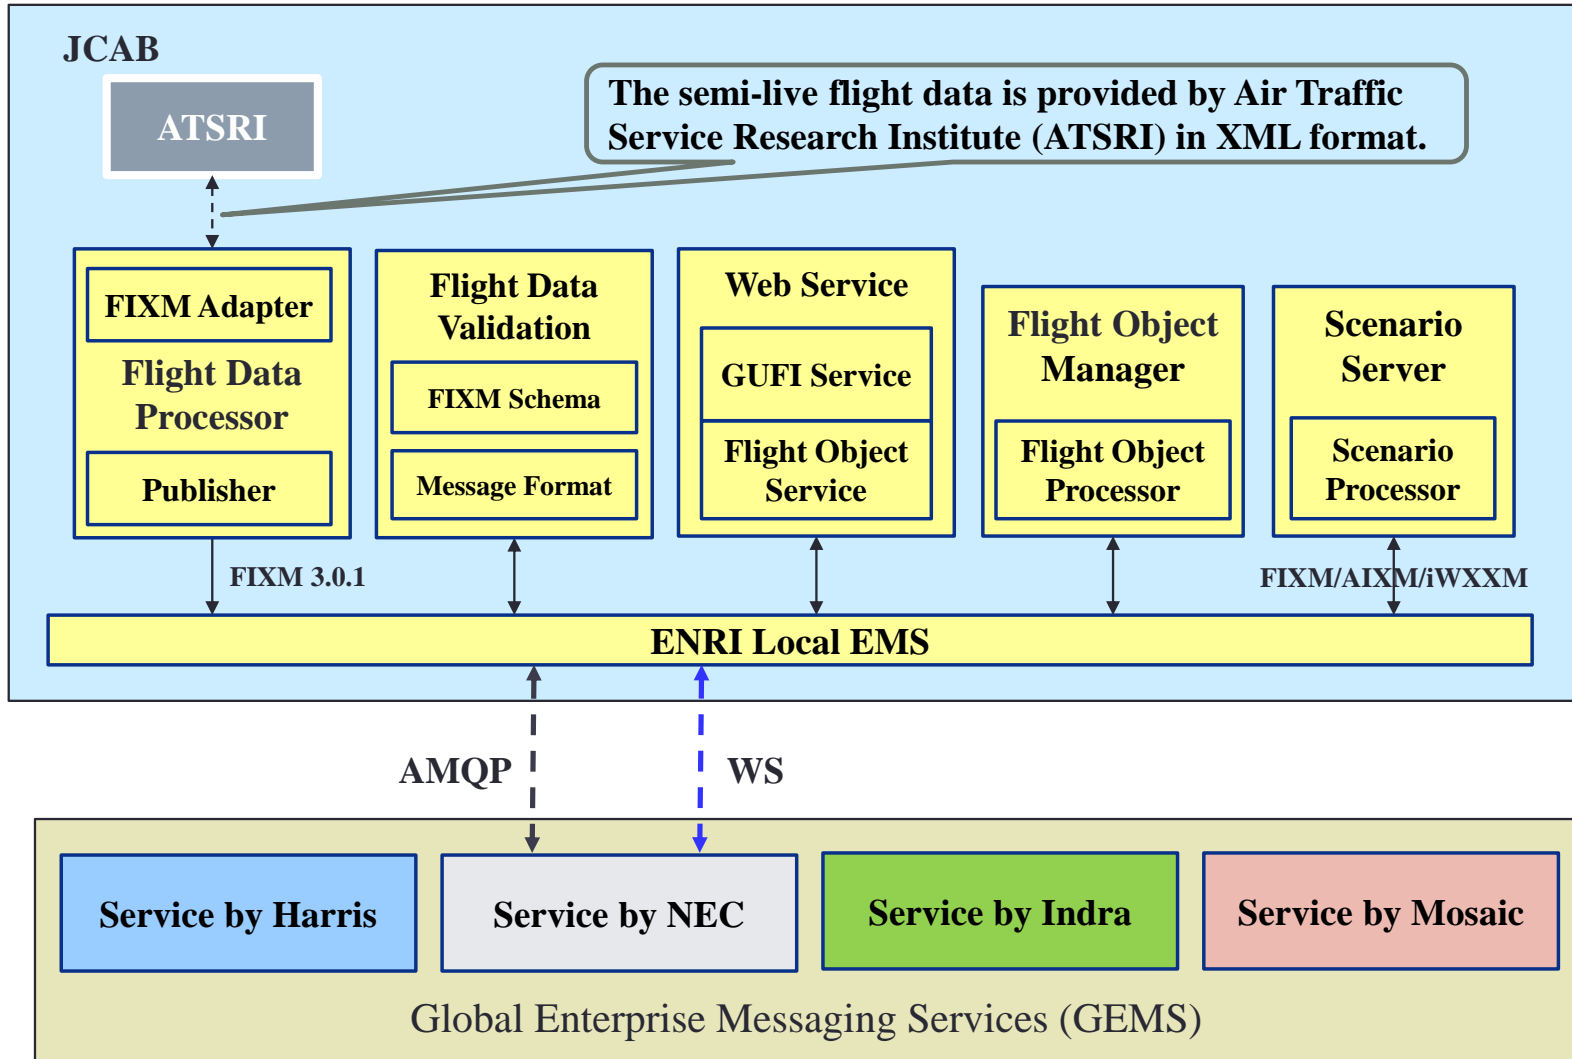 JCAB
ATSRI
The semi-live flight data is provided by Air Traffic
Service Research Institute (ATSRI) in XML format.
FIXM Adapter
Flight Data
Processor
Publisher
Flight Data
Validation
FIXM Schema
Message Format
Web Service
GUFI Service
Flight Object
Service
Flight Object
Manager
Flight Object
Processor
Scenario
Server
Scenario
Processor
FIXM 3.0.1
FIXM/AIXM/iWXXM
ENRI Local EMS
AMQP
WS
Service by Harris
Service by NEC
Service by Indra
Service by Mosaic
Global Enterprise Messaging Services (GEMS)